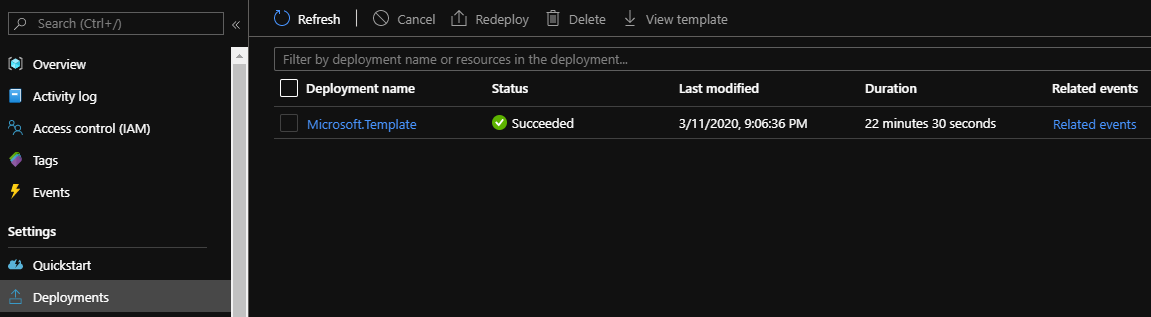 Search (Ctrl+/)
«
Overview
Activity log
Access control (IAM)
Tags
Events
Settings
Quickstart
Deployments
Refresh Cancel Redeploy Delete View template
Filter by deployment name or resources in the deployment...
Deployment name Status Last modified Duration Related events
Microsoft.Template Succeeded 3/11/2020, 9:06:36 PM 22 minutes 30 seconds Related events